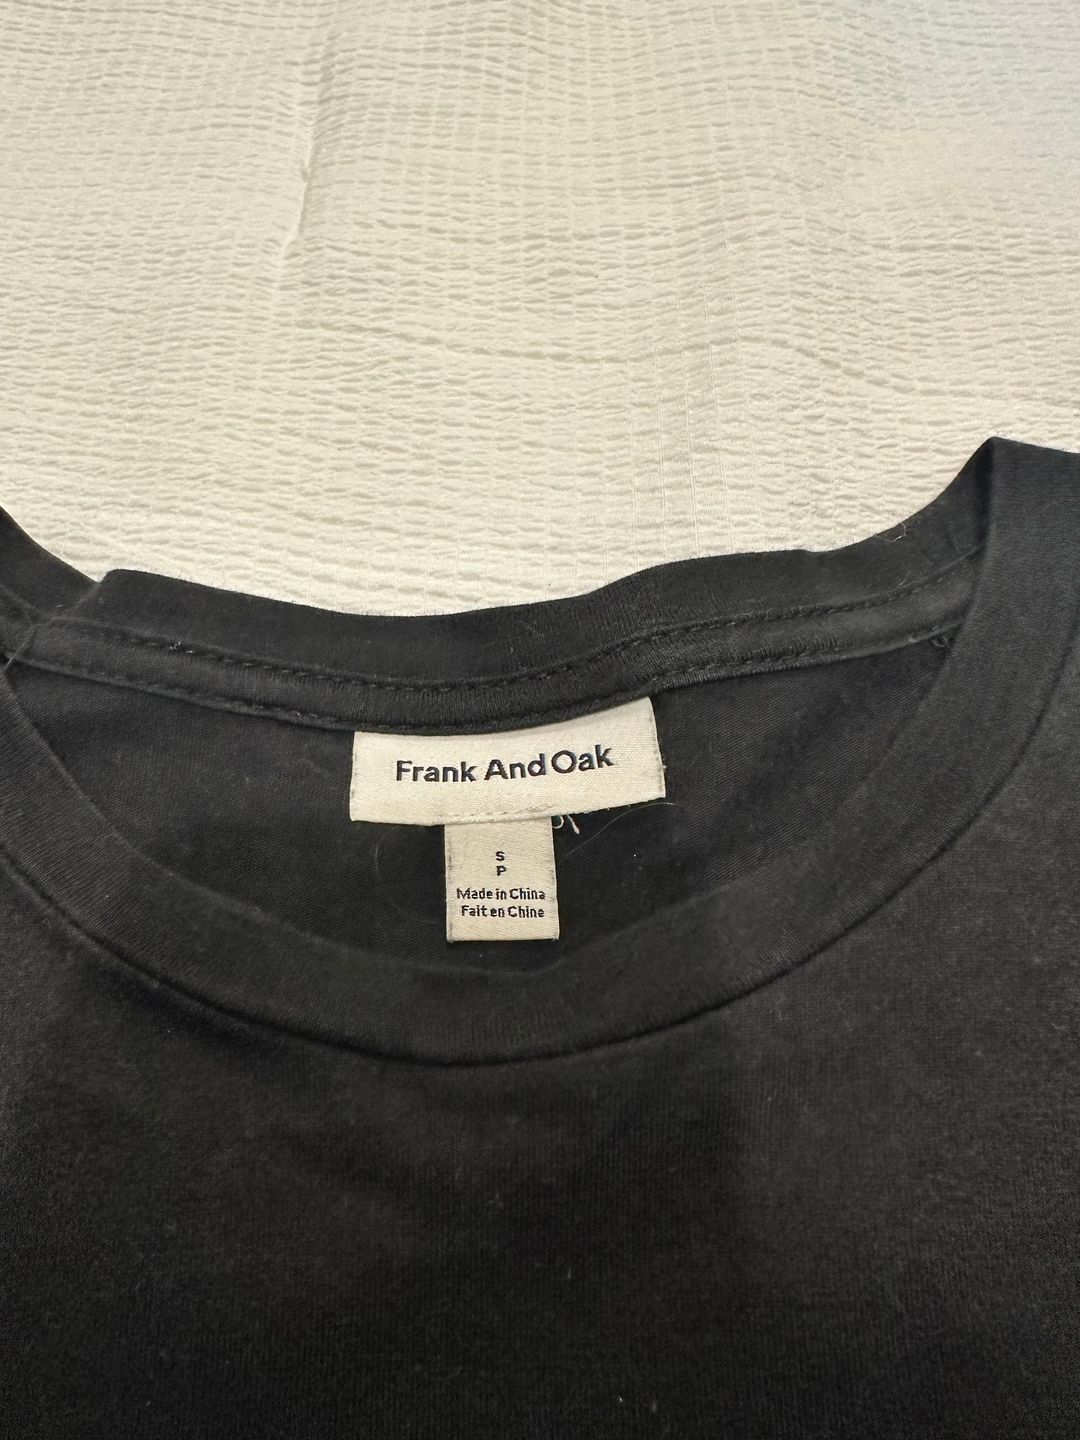 Frank And Oak
S
P
Made in China
Fait en Chine